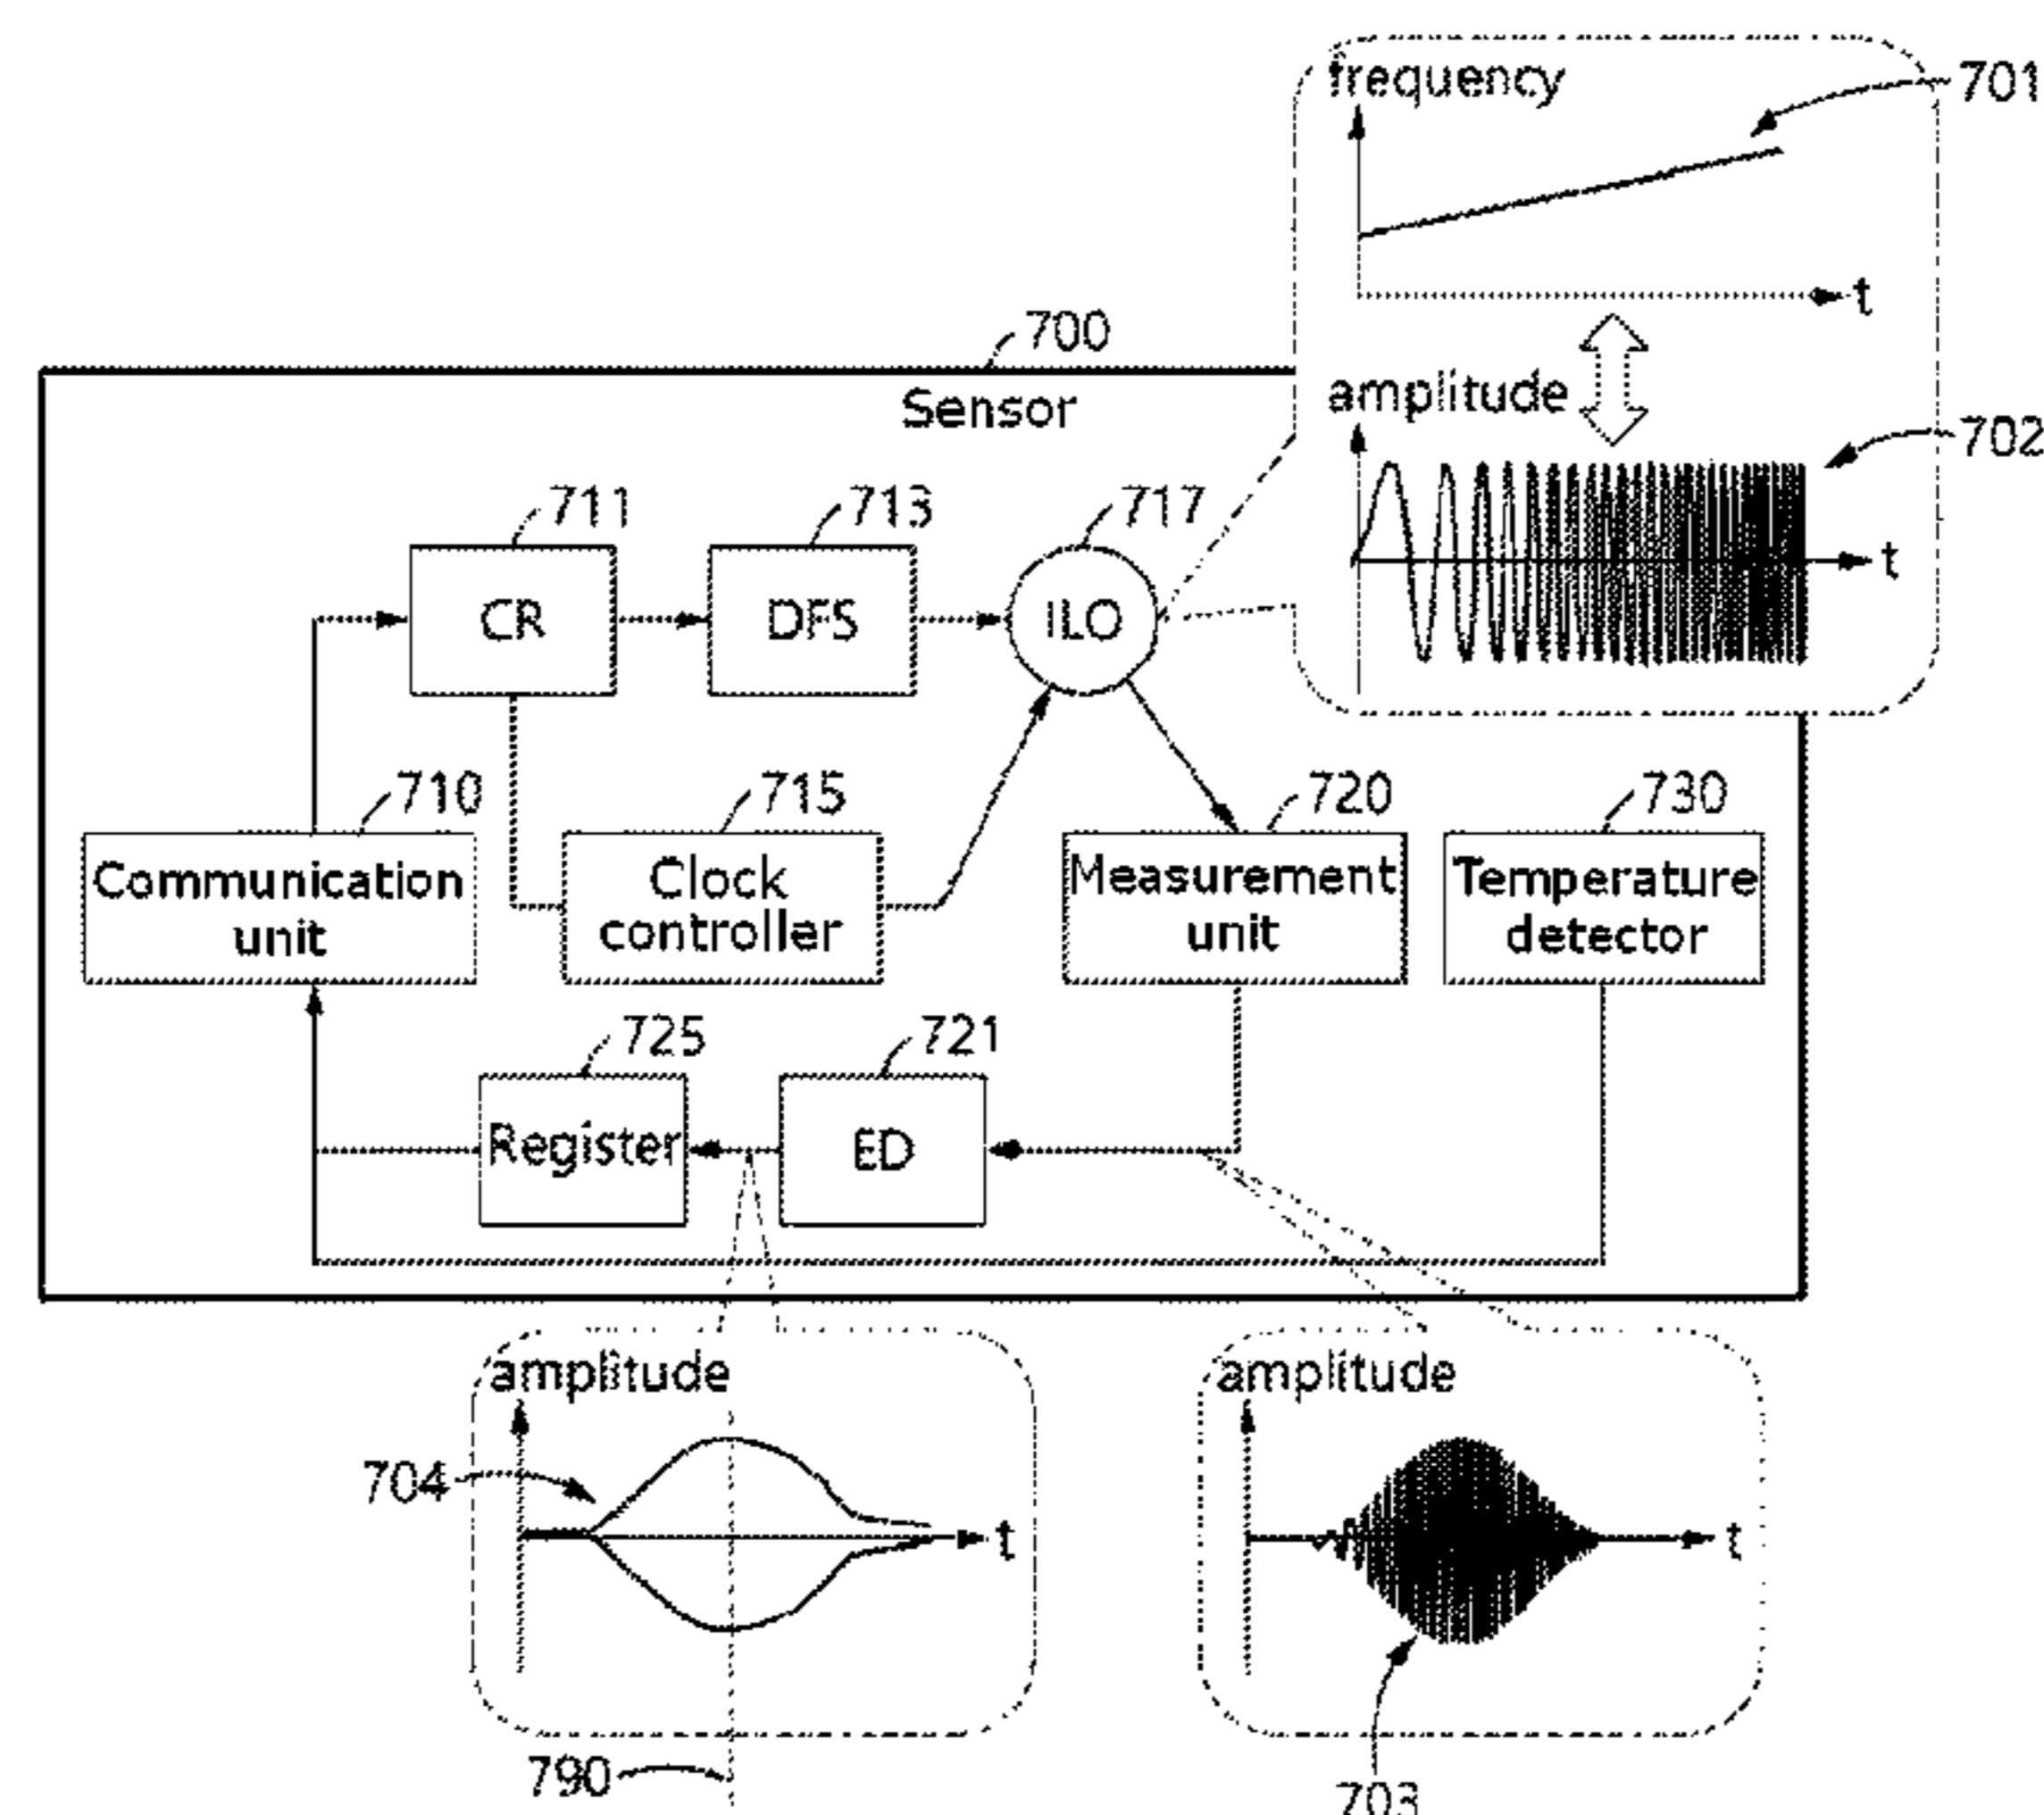 frequency
701
t
700
Sensor
amplitude
702
t
711
713
717
CR
DFS
ILO
710
715
720
730
Communication
unit
Clock
controller
Measurement
unit
Temperature
detector
725
721
Register
ED
amplitude
704
t
790
amplitude
t
703